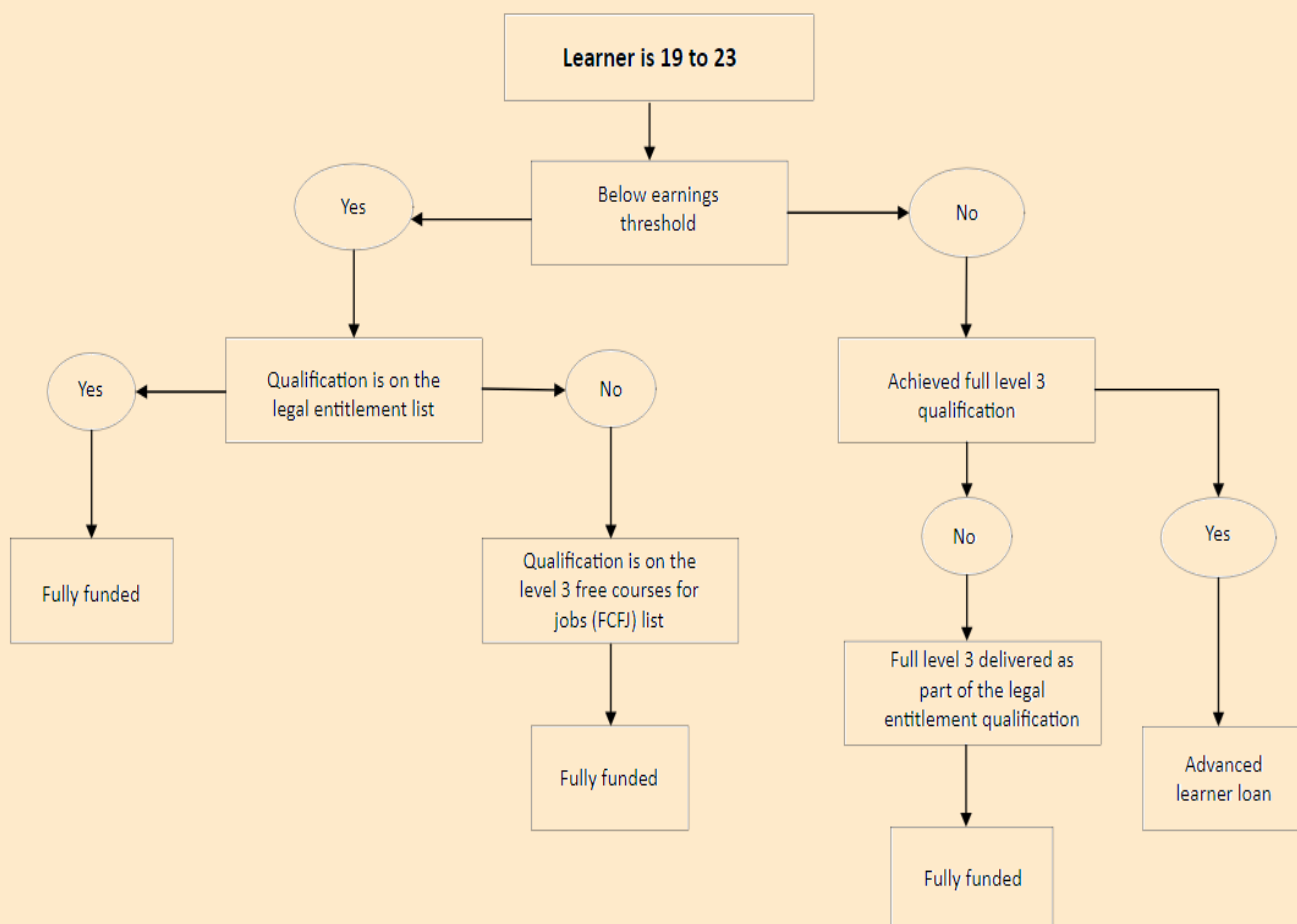 Learner is 19 to 23
Below earnings
threshold
Yes
No
Qualification is on the
legal entitlement list
Yes
No
Achieved full level 3
qualification
No
Yes
Fully funded
Qualification is on the
level 3 free courses for
jobs (FCFJ) list
Full level 3 delivered as
part of the legal
entitlement qualification
Fully funded
Advanced
learner loan
Fully funded